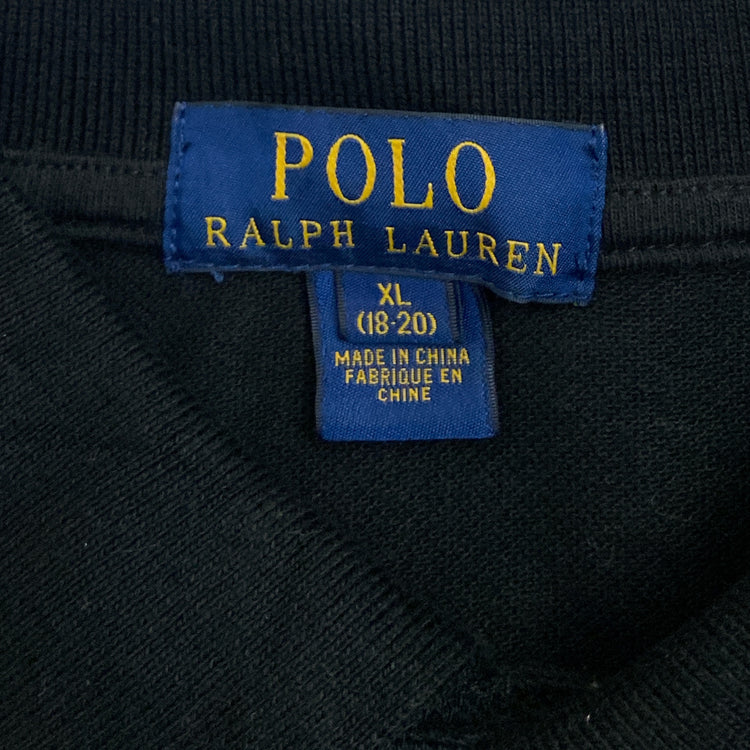 POLO
RALPH LAUREN
XL
(18-20)
MADE IN CHINA
FABRIQUE EN
CHINE